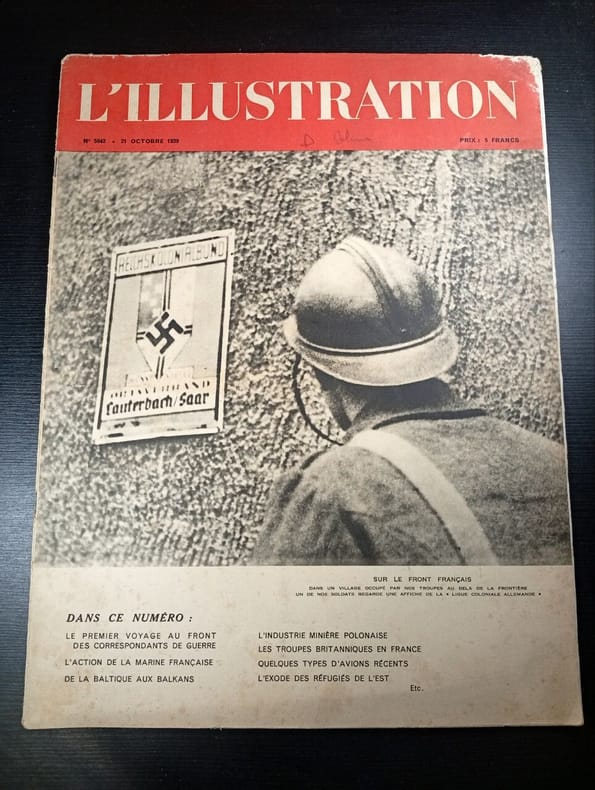 L'ILLUSTRATION
N° 5042 - 21 OCTOBRE 1939
PRIX : 5 FRANCS
REICHSKOLONIALBUND
ORTSVERBAND
Lauterbach/Saar
SUR LE FRONT FRANÇAIS
DANS UN VILLAGE OCCUPÉ PAR NOS TROUPES AU DELA DE LA FRONTIÈRE
UN DE NOS SOLDATS REGARDE UNE AFFICHE DE LA « LIGUE COLONIALE ALLEMANDE »
DANS CE NUMÉRO :
LE PREMIER VOYAGE AU FRONT
DES CORRESPONDANTS DE GUERRE
L'ACTION DE LA MARINE FRANÇAISE
DE LA BALTIQUE AUX BALKANS
L'INDUSTRIE MINIÈRE POLONAISE
LES TROUPES BRITANNIQUES EN FRANCE
QUELQUES TYPES D'AVIONS RÉCENTS
L'EXODE DES RÉFUGIÉS DE L'EST
Etc.